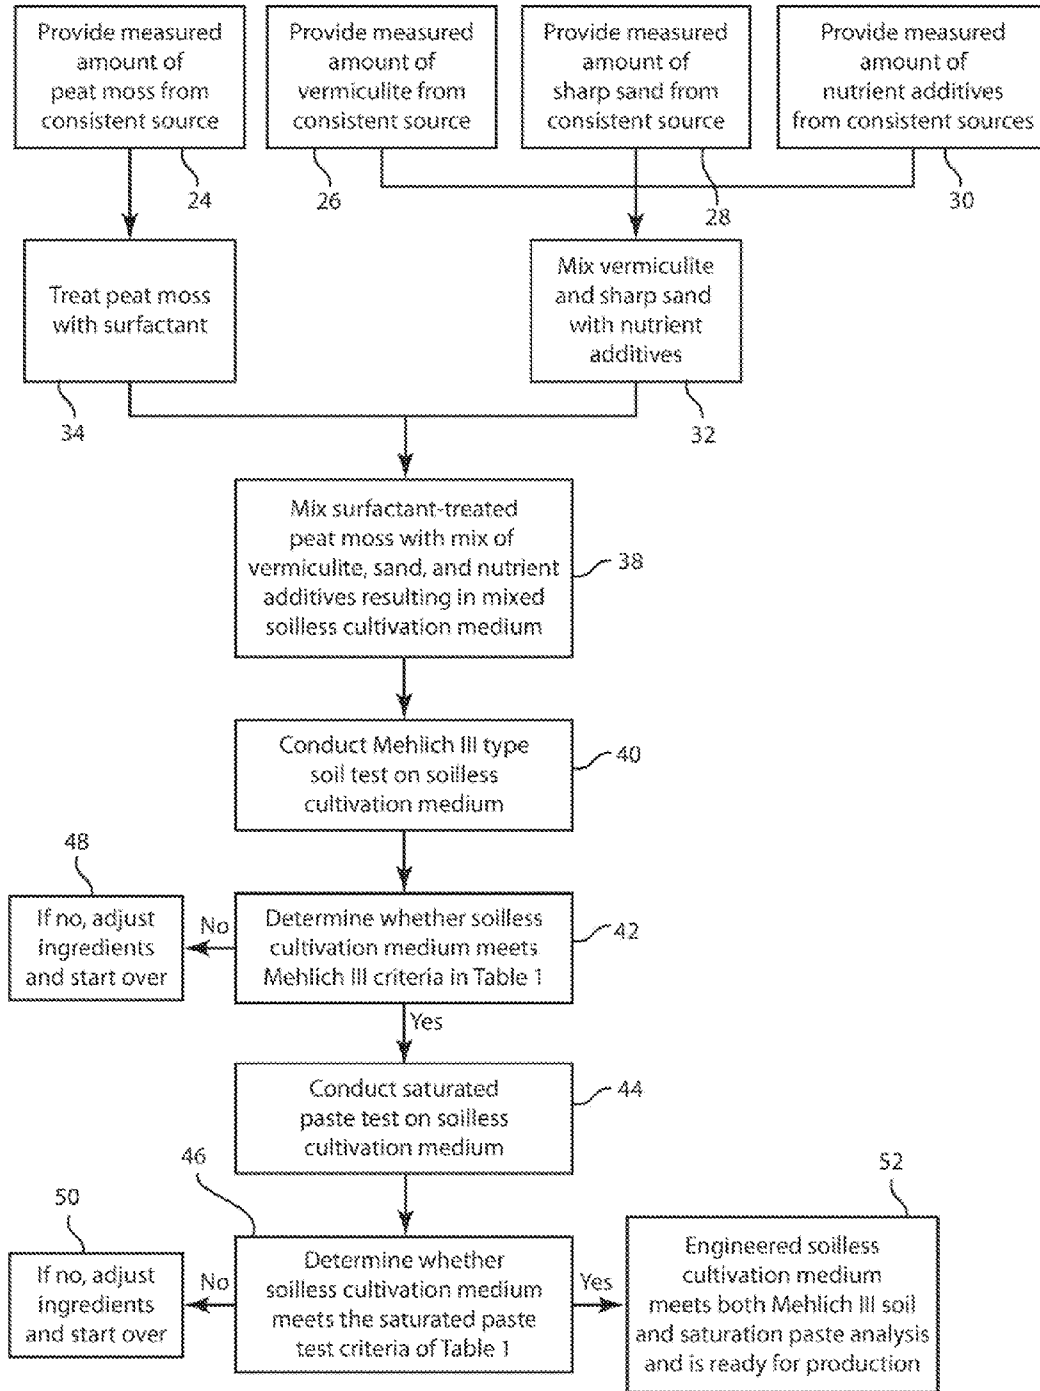 Provide measured
amount of
peat moss from
consistent source
Provide measured
amount of
vermiculite from
consistent source
Provide measured
amount of
sharp sand from
consistent source
Provide measured
amount of
nutrient additives
from consistent sources
24
26
28
30
Treat peat moss
with surfactant
Mix vermiculite
and sharp sand
with nutrient
additives
34
32
Mix surfactant-treated
peat moss with mix of
vermiculite, sand, and nutrient
additives resulting in mixed
soilless cultivation medium
38
Conduct Mehlich III type
soil test on soilless
cultivation medium
40
48
If no, adjust
ingredients
and start over
No
Determine whether soilless
cultivation medium meets
Mehlich III criteria in Table 1
42
Yes
Conduct saturated
paste test on soilless
cultivation medium
44
46
50
If no, adjust
ingredients
and start over
No
Determine whether
soilless cultivation medium
meets the saturated paste
test criteria of Table 1
Yes
52
Engineered soilless
cultivation medium
meets both Mehlich III soil
and saturation paste analysis
and is ready for production